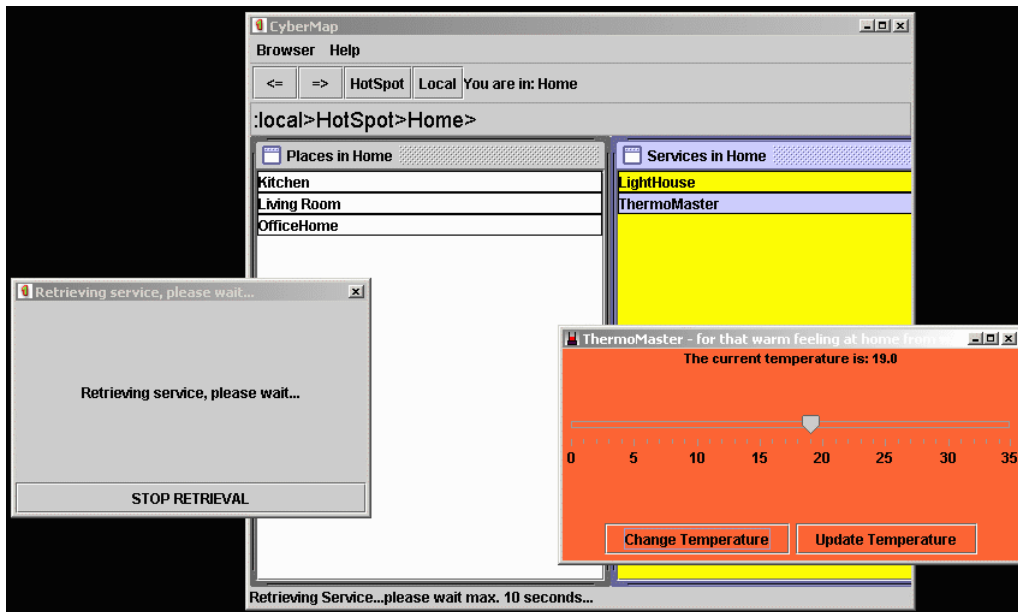 CyberMap
Browser Help
<= => HotSpot Local You are in: Home
:local>HotSpot>Home>
Places in Home
Kitchen
Living Room
OfficeHome
Services in Home
LightHouse
ThermoMaster
Retrieving service, please wait...
Retrieving service, please wait...
STOP RETRIEVAL
ThermoMaster - for that warm feeling at home from
The current temperature is: 19.0
0 5 10 15 20 25 30 35
Change Temperature Update Temperature
Retrieving Service...please wait max. 10 seconds...